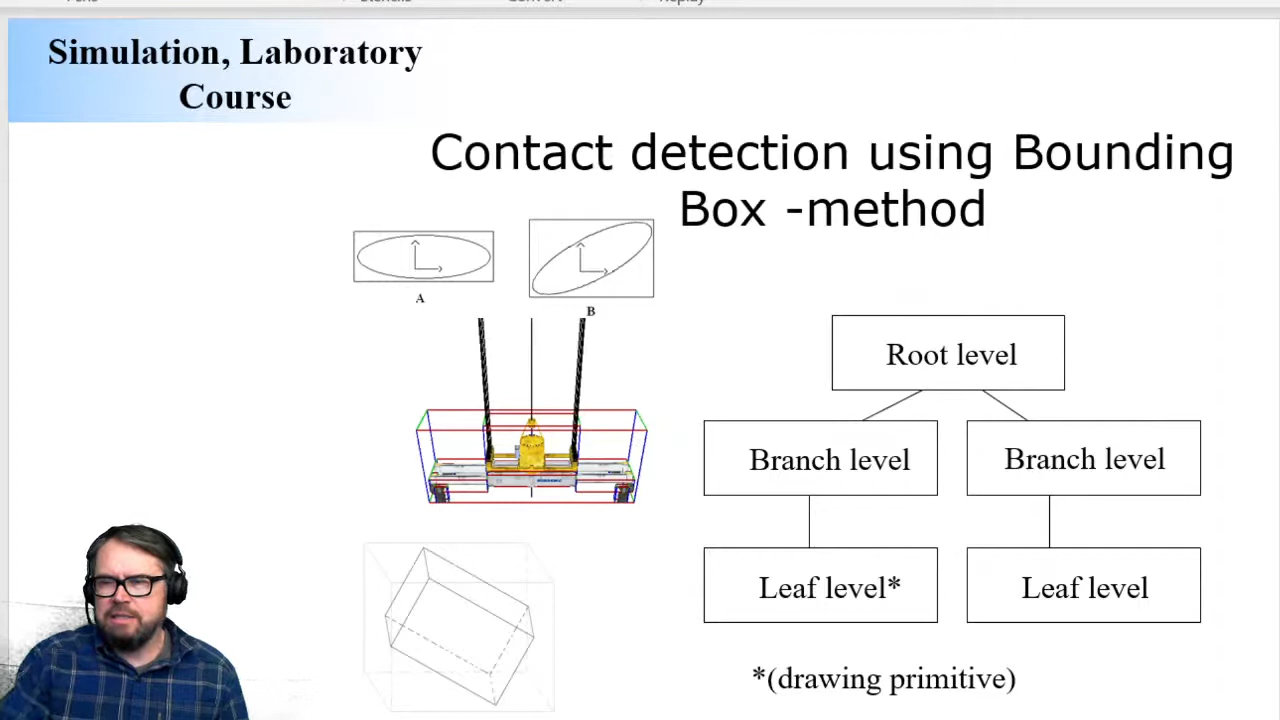 Simulation, Laboratory
Course
Contact detection using Bounding
Box -method
A
B
Root level
Branch level
Branch level
Leaf level*
Leaf level
*(drawing primitive)